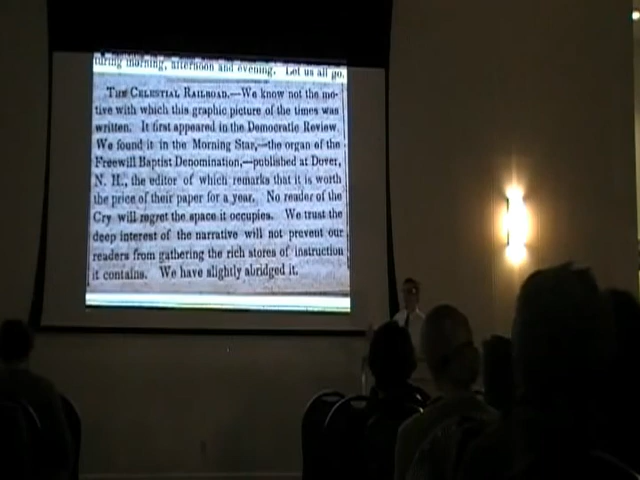 turing morning, afternoon and evening. Let us all go.
THE CELESTIAL RAILROAD.—We know not the mo-
tive with which this graphic picture of the times was
written. It first appeared in the Democratic Review.
We found it in the Morning Star,—the organ of the
Freewill Baptist Denomination,—published at Dover,
N. H., the editor of which remarks that it is worth
the price of their paper for a year. No reader of the
Cry will regret the space it occupies. We trust the
deep interest of the narrative will not prevent our
readers from gathering the rich stores of instruction
it contains. We have slightly abridged it.